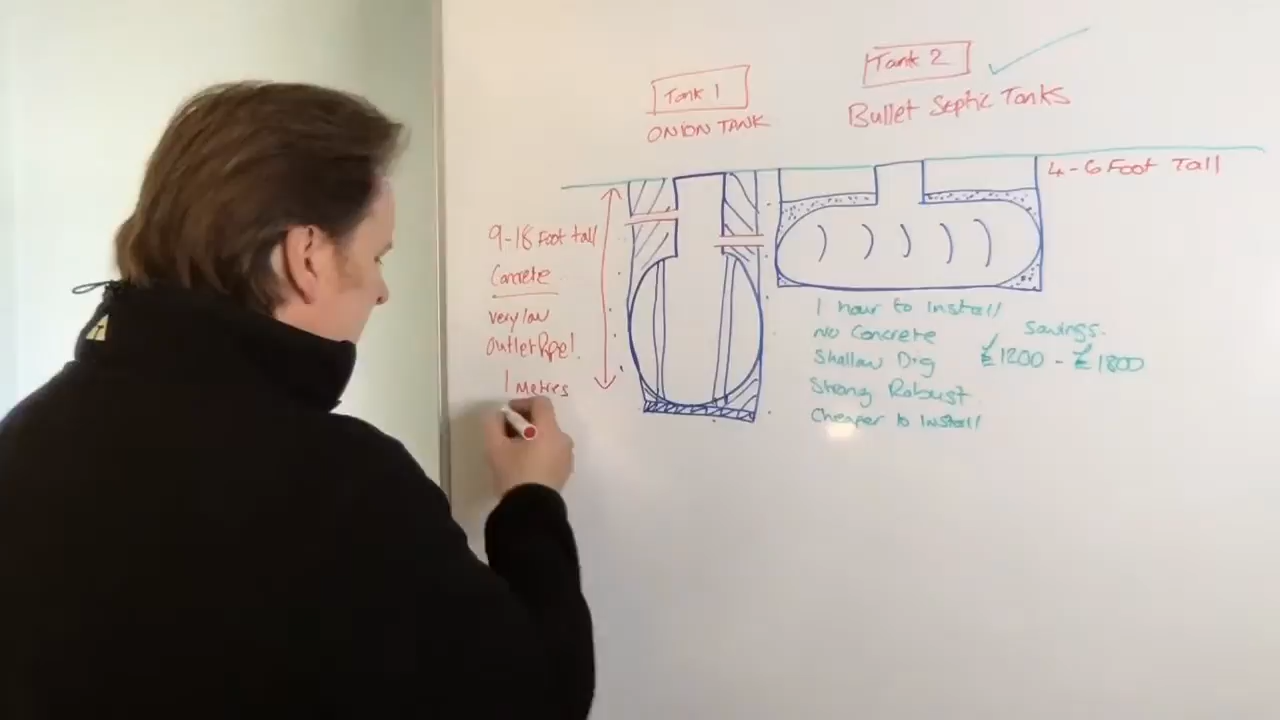 Tank 1
ONION TANK
Tank 2
Bullet Septic Tanks
4-6 Foot Tall
9-18 Foot tall
Concrete
very low
outlet Pipe!
1 Metres
1 hour to Install
No Concrete
Shallow Dig
Strong Robust
Cheaper to Install
Savings.
£1200 - £1800